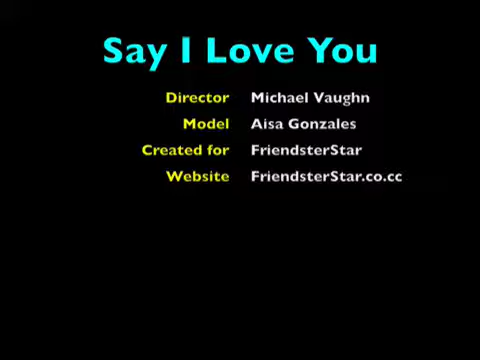 Say I Love You
Director Michael Vaughn
Model Aisa Gonzales
Created for FriendsterStar
Website FriendsterStar.co.cc